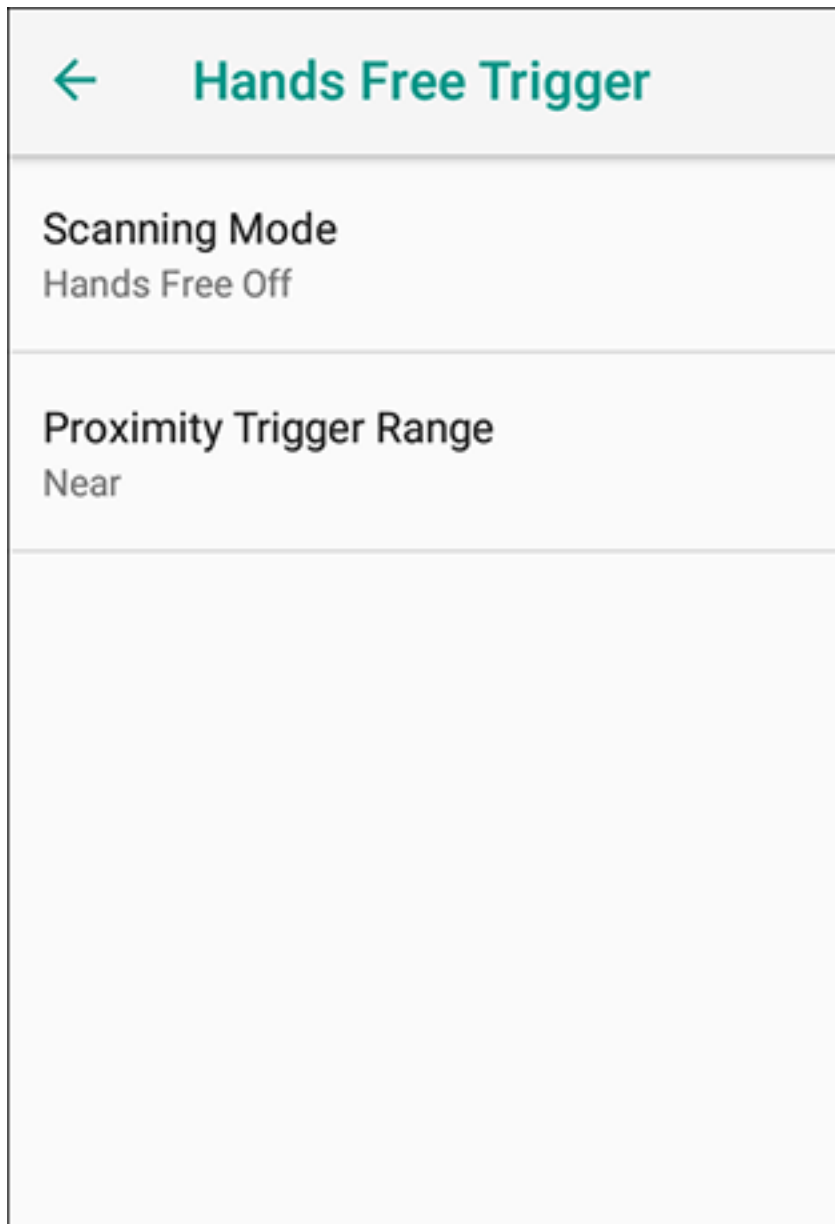 Hands Free Trigger
Scanning Mode
Hands Free Off
Proximity Trigger Range
Near